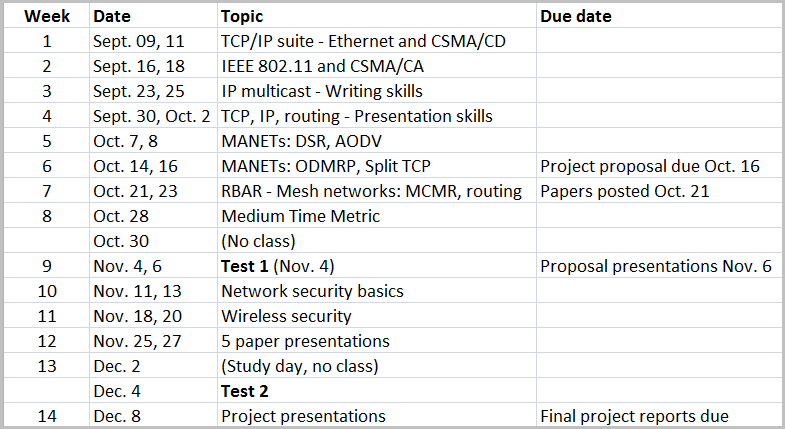 Week Date Topic Due date
1 Sept. 09, 11 TCP/IP suite - Ethernet and CSMA/CD
2 Sept. 16, 18 IEEE 802.11 and CSMA/CA
3 Sept. 23, 25 IP multicast - Writing skills
4 Sept. 30, Oct. 2 TCP, IP, routing - Presentation skills
5 Oct. 7, 8 MANETs: DSR, AODV
6 Oct. 14, 16 MANETs: ODMRP, Split TCP Project proposal due Oct. 16
7 Oct. 21, 23 RBAR - Mesh networks: MCMR, routing Papers posted Oct. 21
8 Oct. 28 Medium Time Metric
Oct. 30 (No class)
9 Nov. 4, 6 Test 1 (Nov. 4) Proposal presentations Nov. 6
10 Nov. 11, 13 Network security basics
11 Nov. 18, 20 Wireless security
12 Nov. 25, 27 5 paper presentations
13 Dec. 2 (Study day, no class)
Dec. 4 Test 2
14 Dec. 8 Project presentations Final project reports due